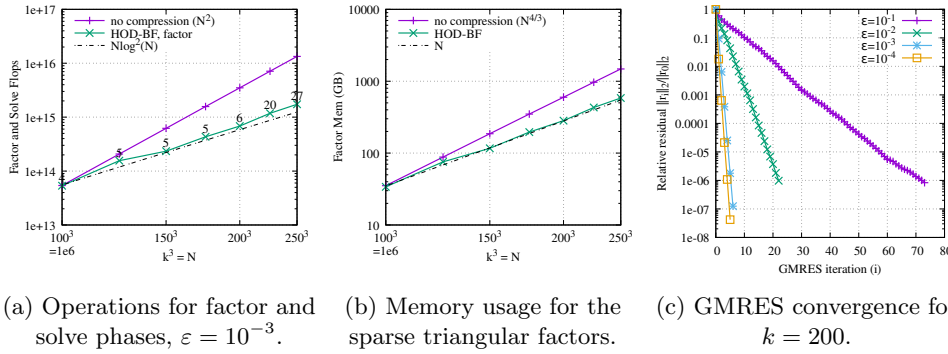 1e+17
1e+16
1e+15
1e+14
1e+13
Factor and Solve Flops
no compression (N²)
HOD-BF, factor
Nlog²(N)
5
5
5
6
20
27
100³
=1e6
150³
200³
250³
k³ = N
(a) Operations for factor and
solve phases, ε = 10⁻³.
10000
1000
100
10
Factor Mem (GB)
no compression (N⁴/³)
HOD-BF
N
100³
=1e6
150³
200³
250³
k³ = N
(b) Memory usage for the
sparse triangular factors.
1
0.1
0.01
0.001
0.0001
1e-05
1e-06
1e-07
1e-08
Relative residual ||rᵢ||₂/||r₀||₂
ε=10⁻¹
ε=10⁻²
ε=10⁻³
ε=10⁻⁴
0 10 20 30 40 50 60 70 80
GMRES iteration (i)
(c) GMRES convergence fo
k = 200.